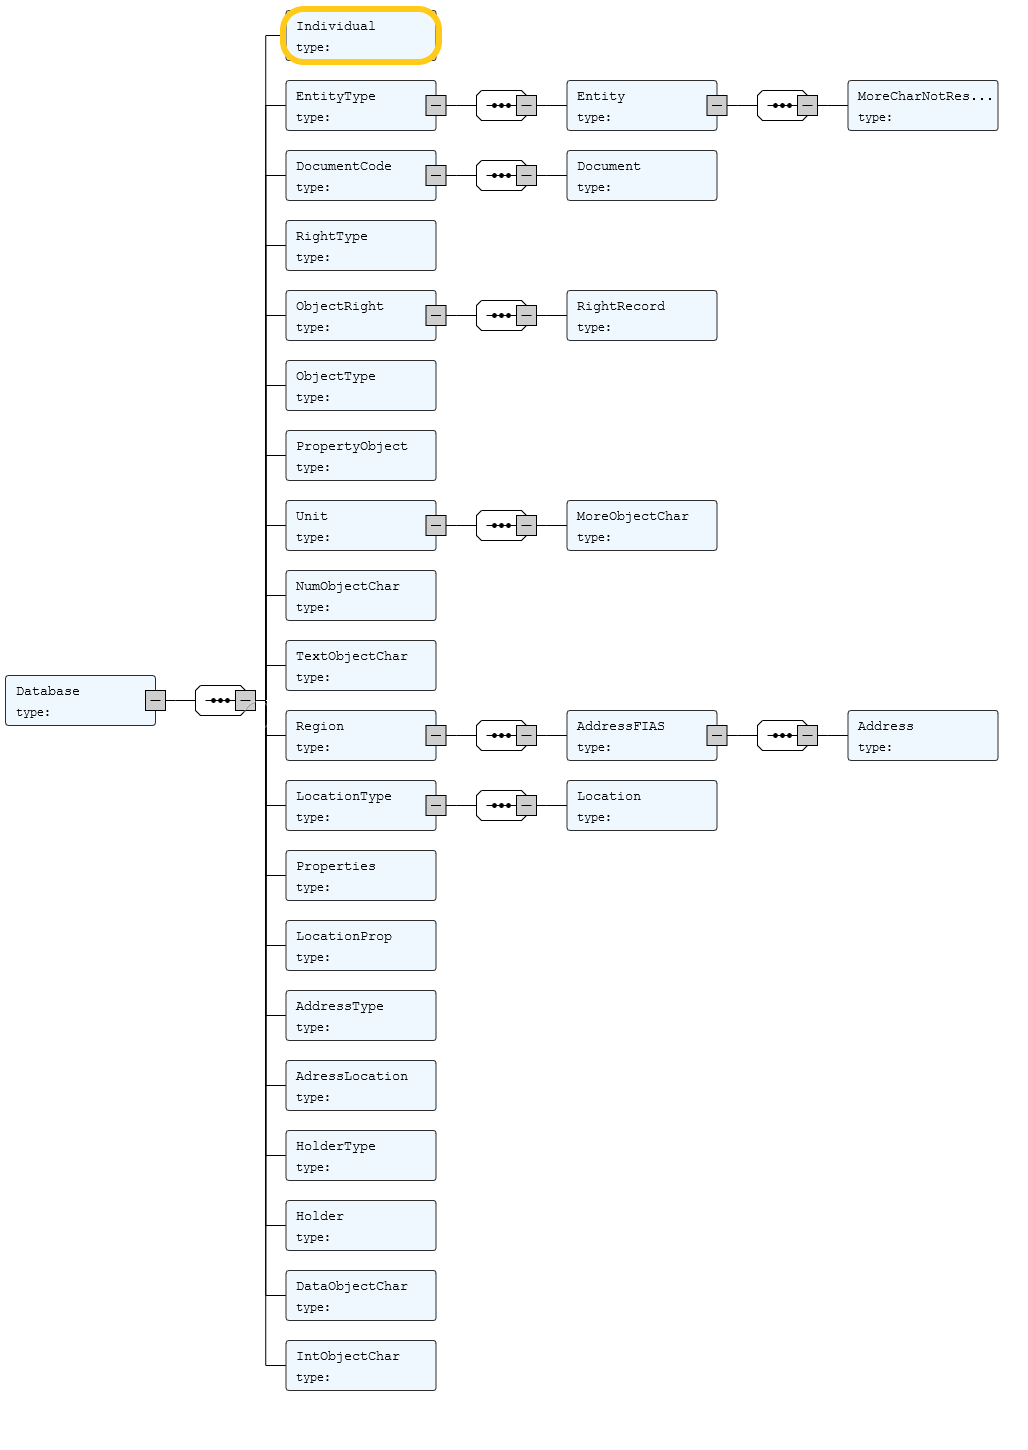 Individual
type:
EntityType
type:
Entity
type:
MoreCharNotRes...
type:
DocumentCode
type:
Document
type:
RightType
type:
ObjectRight
type:
RightRecord
type:
ObjectType
type:
PropertyObject
type:
Unit
type:
MoreObjectChar
type:
NumObjectChar
type:
TextObjectChar
type:
Database
type:
Region
type:
AddressFIAS
type:
Address
type:
LocationType
type:
Location
type:
Properties
type:
LocationProp
type:
AddressType
type:
AdressLocation
type:
HolderType
type:
Holder
type:
DataObjectChar
type:
IntObjectChar
type: